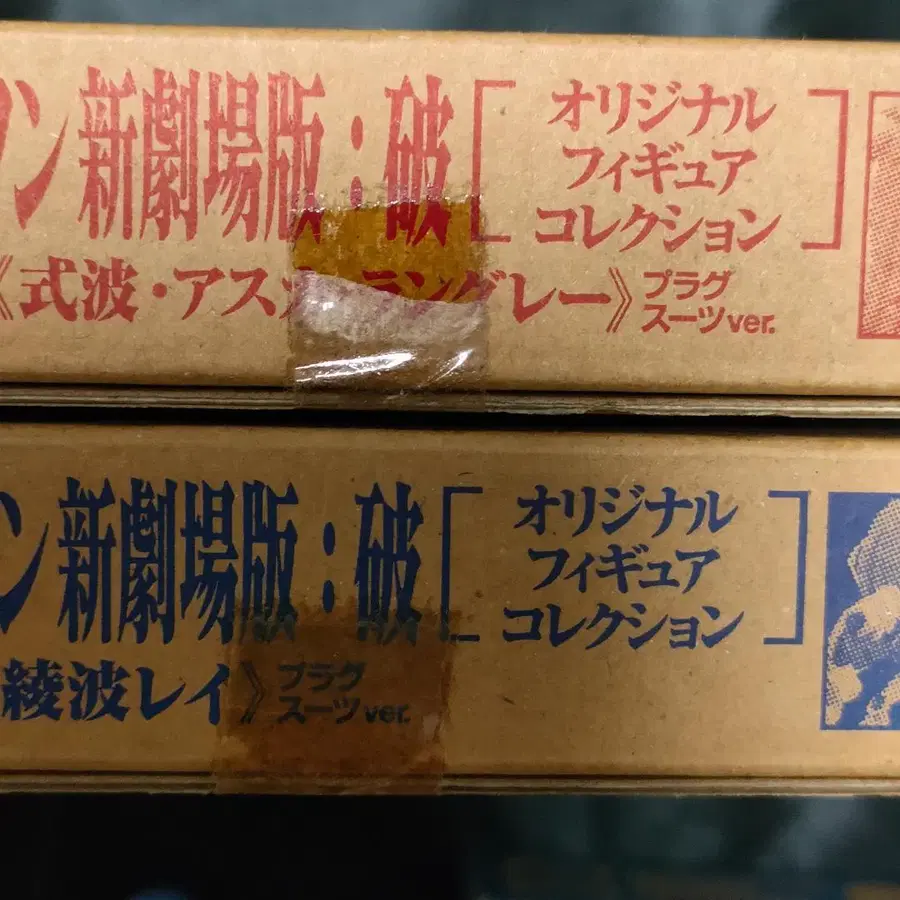 ン新劇場版：破［オリジナル
フィギュア
コレクション］
《式波・アスカ・ラングレー》プラグ
スーツver.
ン新劇場版：破［オリジナル
フィギュア
コレクション］
綾波レイ》プラグ
スーツver.